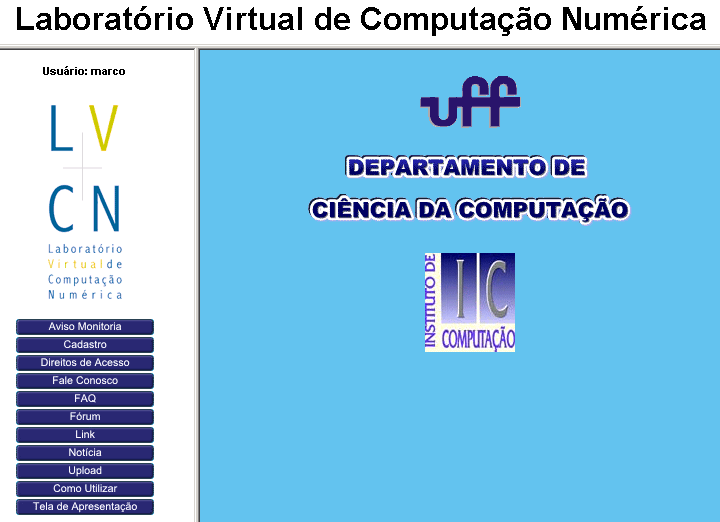 Laboratório Virtual de Computação Numérica
Usuário: marco
L V
C N
Laboratório
Virtual de
Computação
Numérica
Aviso Monitoria
Cadastro
Direitos de Acesso
Fale Conosco
FAQ
Fórum
Link
Notícia
Upload
Como Utilizar
Tela de Apresentação
uff
DEPARTAMENTO DE
CIÊNCIA DA COMPUTAÇÃO
INSTITUTO DE
IC
COMPUTAÇÃO